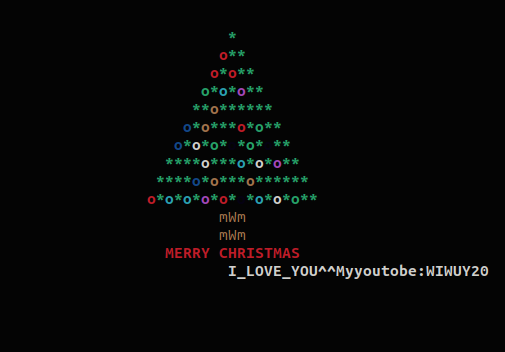 *
o**
o*o**
o*o*o**
**o******
o*o***o*o**
o*o*o* *o* **
****o***o*o*o**
****o*o***o******
o*o*o*o*o* *o*o*o**
mWm
mWm
MERRY CHRISTMAS
I_LOVE_YOU^^Myyoutobe:WIWUY20